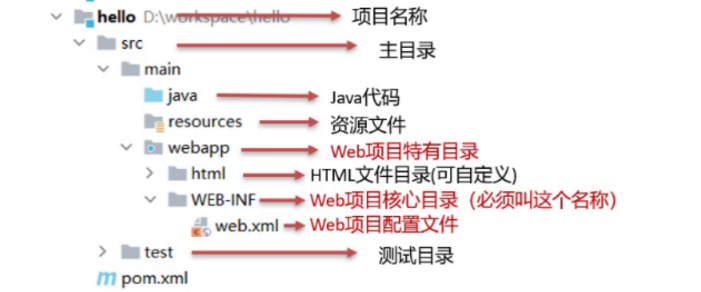 hello D:\workspace\hello 项目名称
src 主目录
main
java Java代码
resources 资源文件
webapp Web项目特有目录
html HTML文件目录(可自定义)
WEB-INF Web项目核心目录（必须叫这个名称）
web.xml Web项目配置文件
test 测试目录
m pom.xml